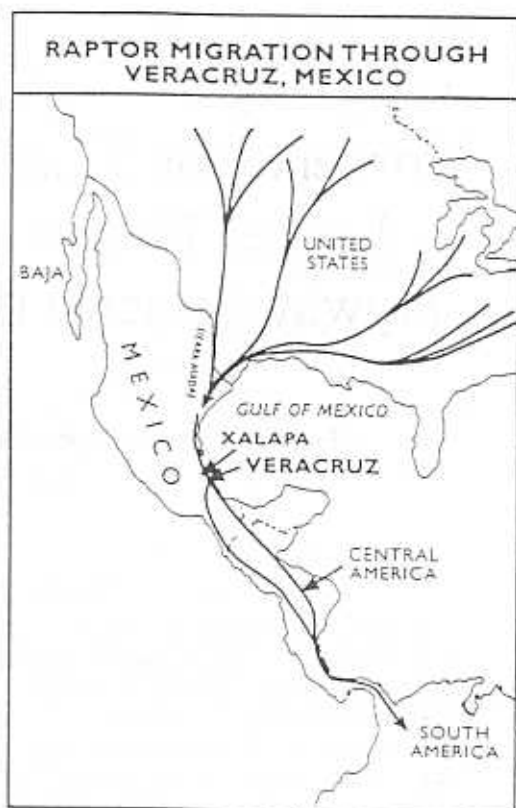 RAPTOR MIGRATION THROUGH
VERACRUZ, MEXICO
UNITED
STATES
BAJA
MEXICO
GULF OF MEXICO
XALAPA
VERACRUZ
CENTRAL
AMERICA
SOUTH
AMERICA